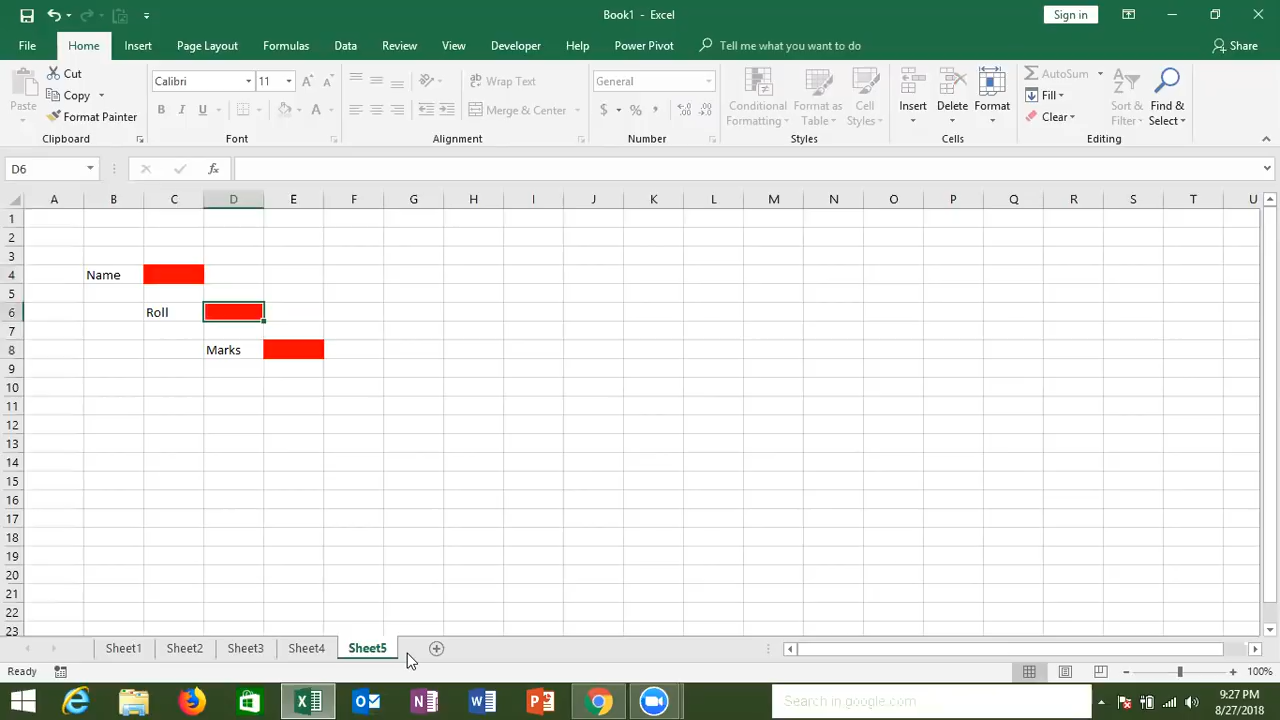 Book1 - Excel
Sign in
File Home Insert Page Layout Formulas Data Review View Developer Help Power Pivot Tell me what you want to do Share
Paste
Cut
Copy
Format Painter
Calibri 11
B I U A
Wrap Text
Merge & Center
General
$ % ,
Conditional Formatting
Format as Table
Cell Styles
Insert Delete Format
AutoSum
Fill
Clear
Sort & Filter
Find & Select
Clipboard Font Alignment Number Styles Cells Editing
D6 fx
A B C D E F G H I J K L M N O P Q R S T U
1
2
3
4 Name
5
6 Roll
7
8 Marks
9
10
11
12
13
14
15
16
17
18
19
20
21
22
23
Sheet1 Sheet2 Sheet3 Sheet4 Sheet5
Ready 100%
Search in google.com
9:27 PM
8/27/2018